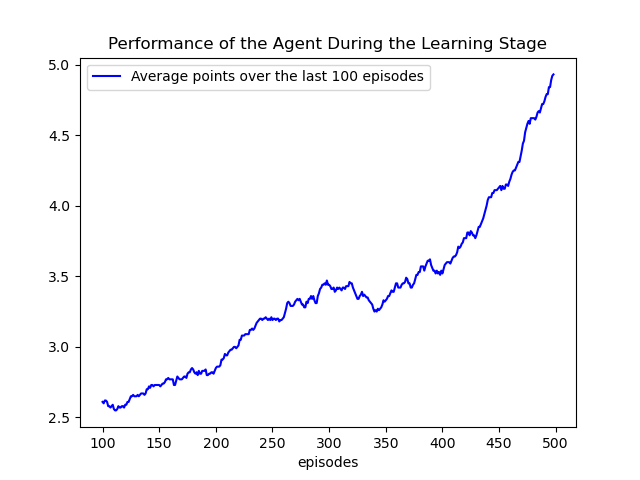 Performance of the Agent During the Learning Stage
Average points over the last 100 episodes
5.0
4.5
4.0
3.5
3.0
2.5
100 150 200 250 300 350 400 450 500
episodes